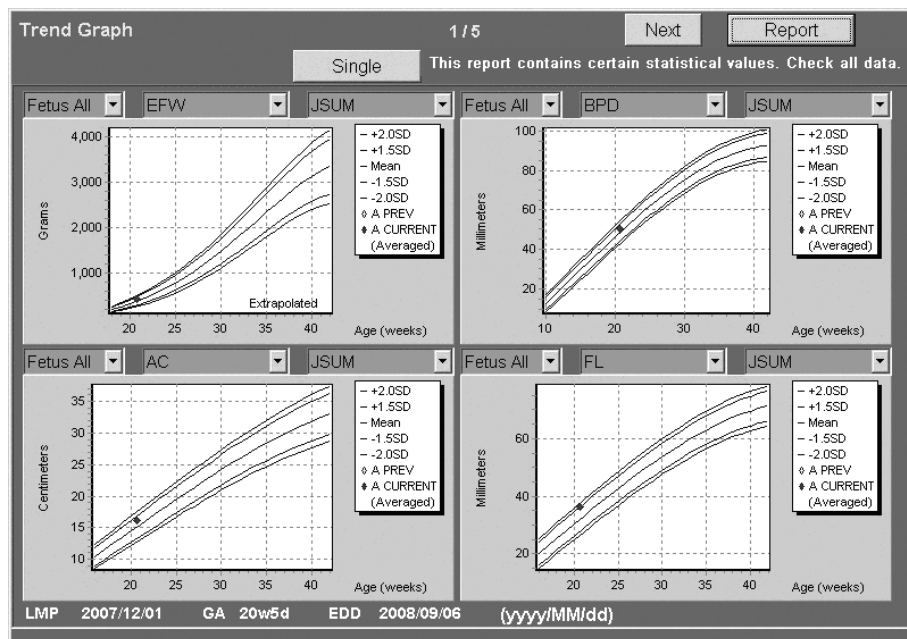 Trend Graph 1 / 5 Next Report
Single This report contains certain statistical values. Check all data.
Fetus All EFW JSUM
4,000
3,000
2,000
1,000
Grams
20 25 30 35 40
Age (weeks)
Extrapolated
+2.0SD
+1.5SD
Mean
-1.5SD
-2.0SD
A PREV
A CURRENT
(Averaged)
Fetus All BPD JSUM
100
80
60
40
20
Millimeters
10 20 30 40
Age (weeks)
+2.0SD
+1.5SD
Mean
-1.5SD
-2.0SD
A PREV
A CURRENT
(Averaged)
Fetus All AC JSUM
35
30
25
20
15
10
Centimeters
20 25 30 35 40
Age (weeks)
+2.0SD
+1.5SD
Mean
-1.5SD
-2.0SD
A PREV
A CURRENT
(Averaged)
Fetus All FL JSUM
60
40
20
Millimeters
20 25 30 35 40
Age (weeks)
+2.0SD
+1.5SD
Mean
-1.5SD
-2.0SD
A PREV
A CURRENT
(Averaged)
LMP 2007/12/01 GA 20w5d EDD 2008/09/06 (yyyy/MM/dd)